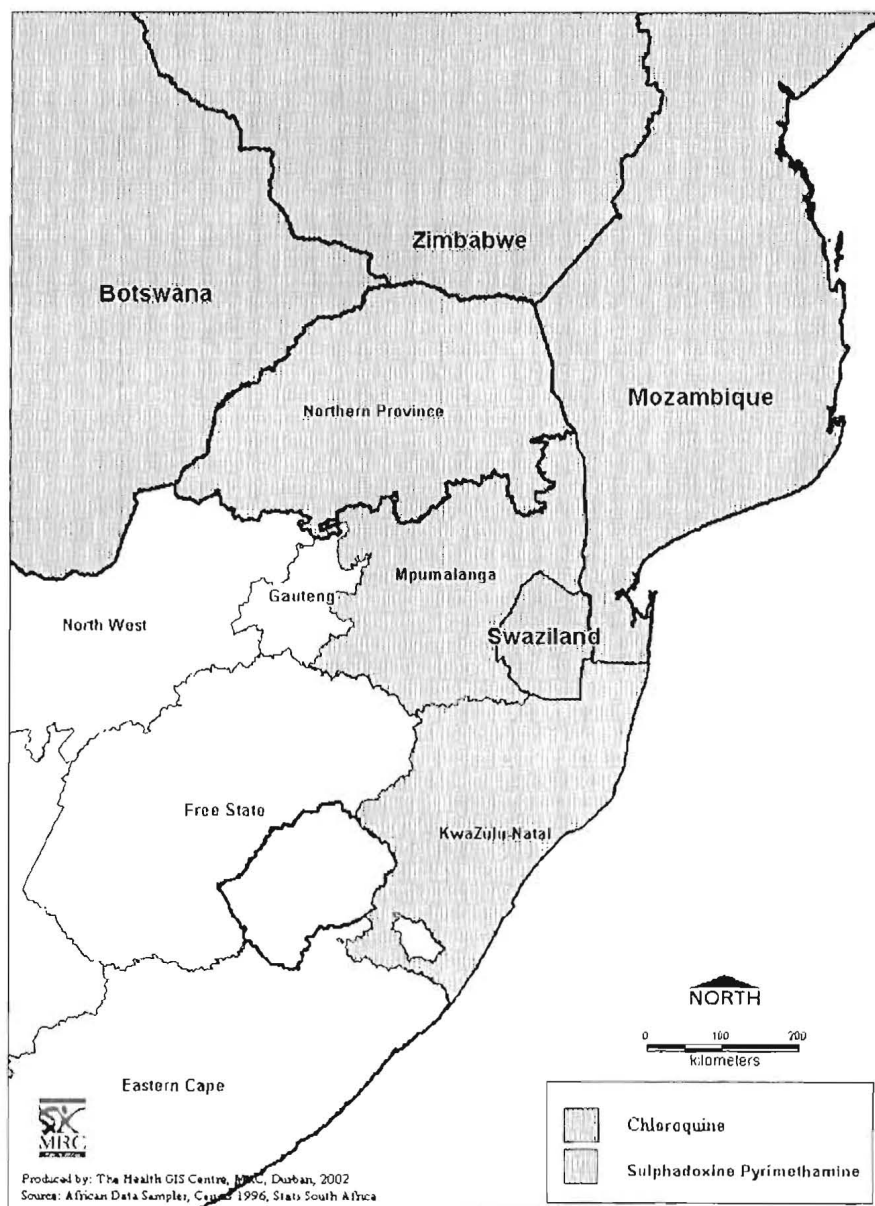 Zimbabwe
Botswana
Mozambique
Northern Province
Mpumalanga
Gauteng
North West
Swaziland
Free State
KwaZulu-Natal
NORTH
0 100 200
kilometers
Eastern Cape
MRC
Chloroquine
Sulphadoxine Pyrimethamine
Produced by: The Health GIS Centre, MRC, Durban, 2002
Source: African Data Sampler, Census 1996, Stats South Africa